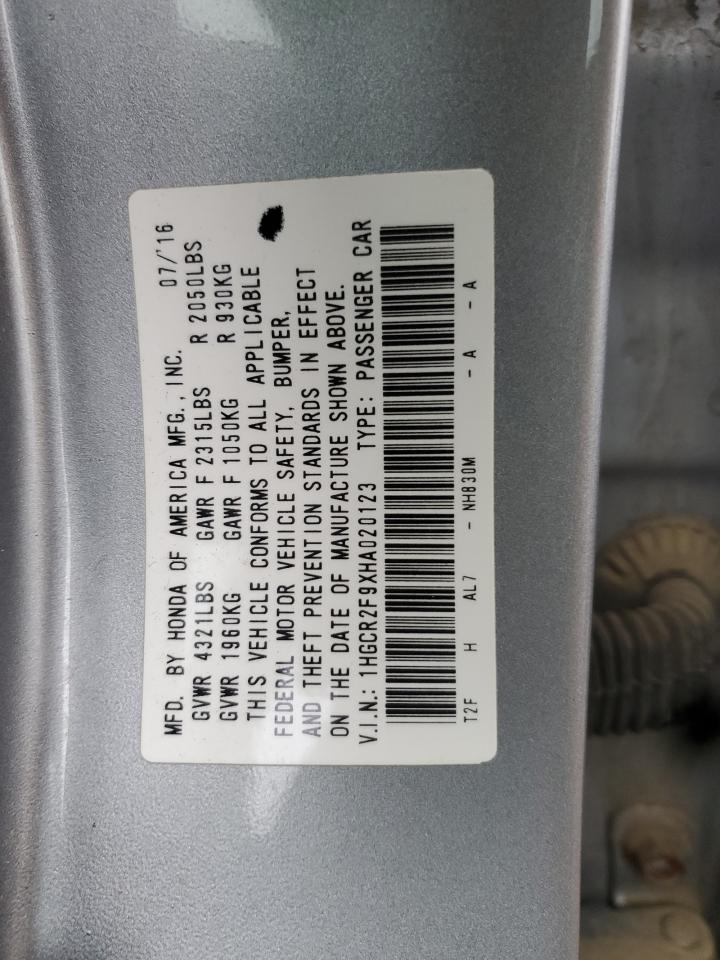 MFD. BY HONDA OF AMERICA MFG., INC. 07/'16
GVWR 4321LBS GAWR F 2315LBS R 2050LBS
GVWR 1960KG GAWR F 1050KG R 930KG
THIS VEHICLE CONFORMS TO ALL APPLICABLE
FEDERAL MOTOR VEHICLE SAFETY, BUMPER,
AND THEFT PREVENTION STANDARDS IN EFFECT
ON THE DATE OF MANUFACTURE SHOWN ABOVE.
V.I.N.: 1HGCR2F9XHA020123 TYPE: PASSENGER CAR
T2F H AL7 - NH830M - A - A